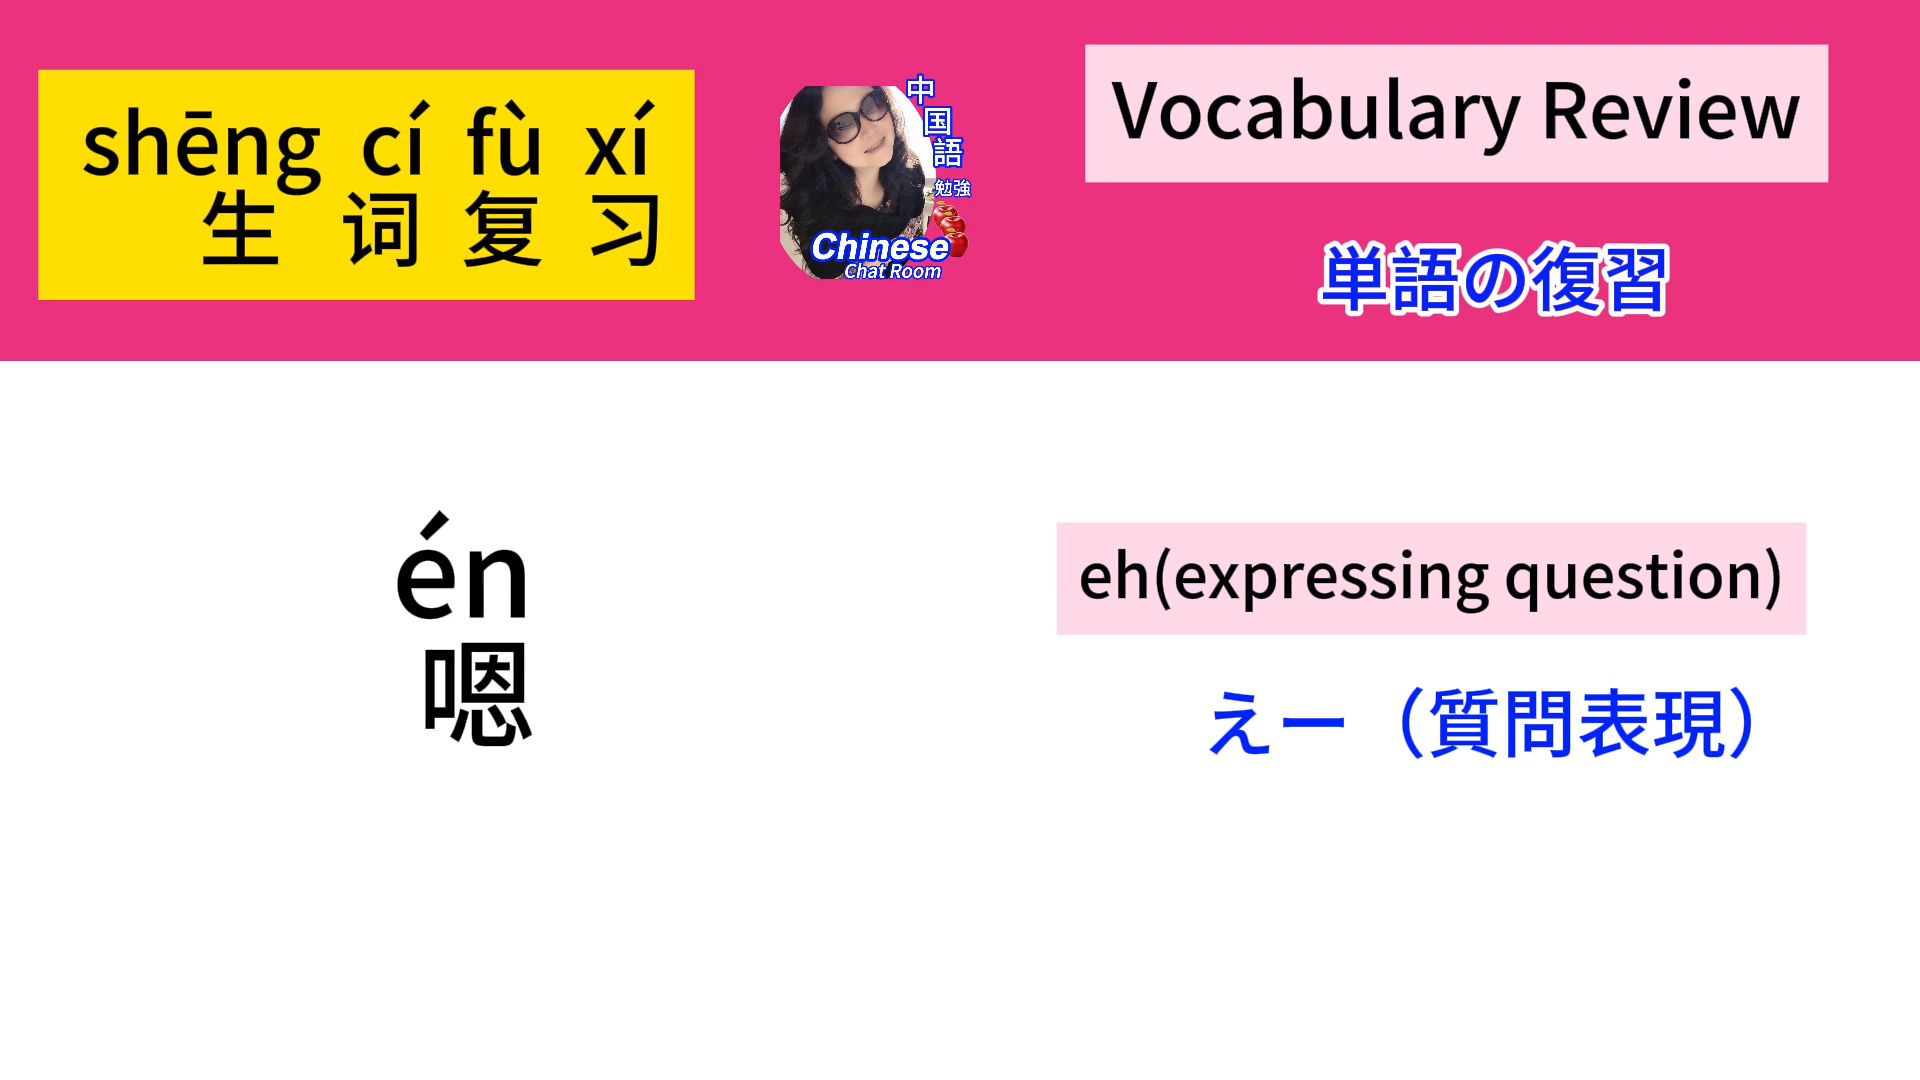 shēng cí fù xí
生 词 复 习
中国語
勉強
Chinese
Chat Room
Vocabulary Review
単語の復習
én
嗯
eh(expressing question)
えー（質問表現）